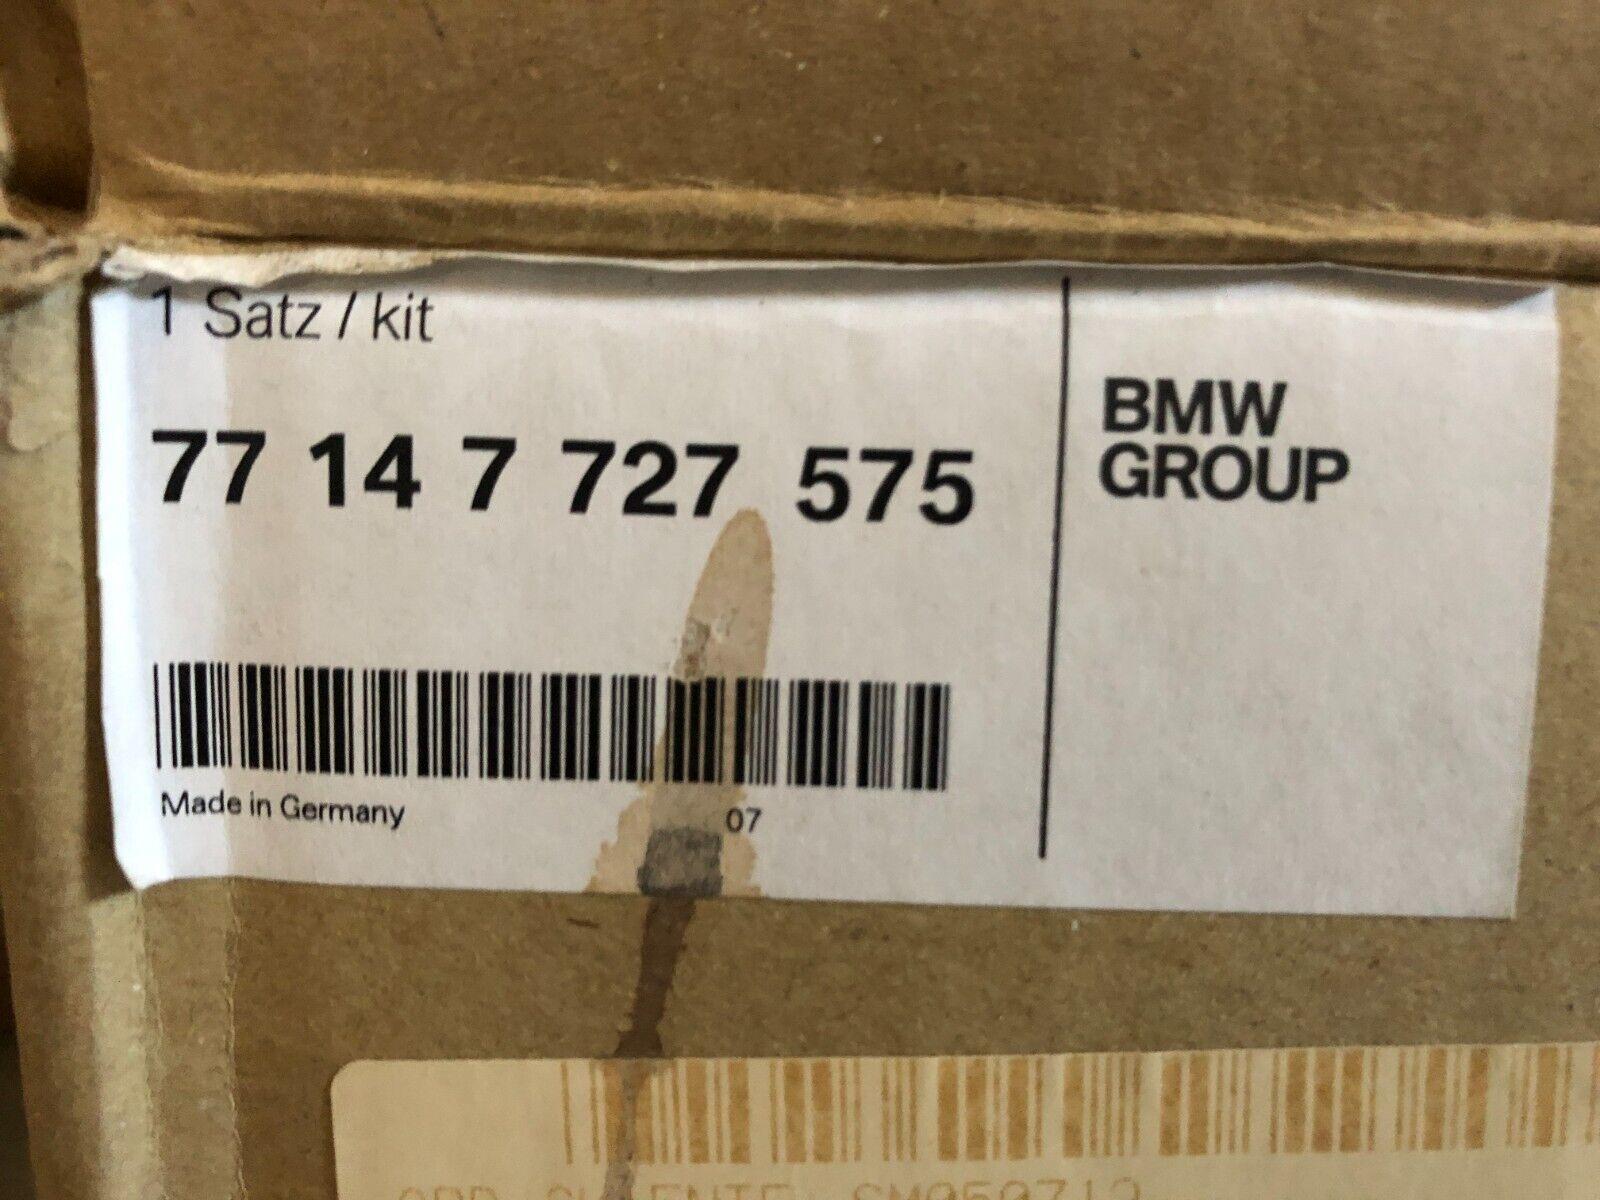 1 Satz / kit
77 14 7 727 575
BMW
GROUP
Made in Germany 07